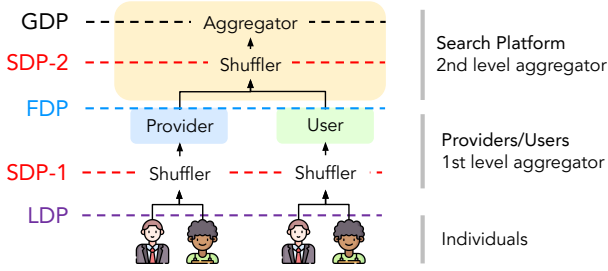 GDP
Aggregator
SDP-2
Shuffler
Search Platform
2nd level aggregator
FDP
Provider
User
Providers/Users
1st level aggregator
SDP-1
Shuffler
Shuffler
LDP
Individuals